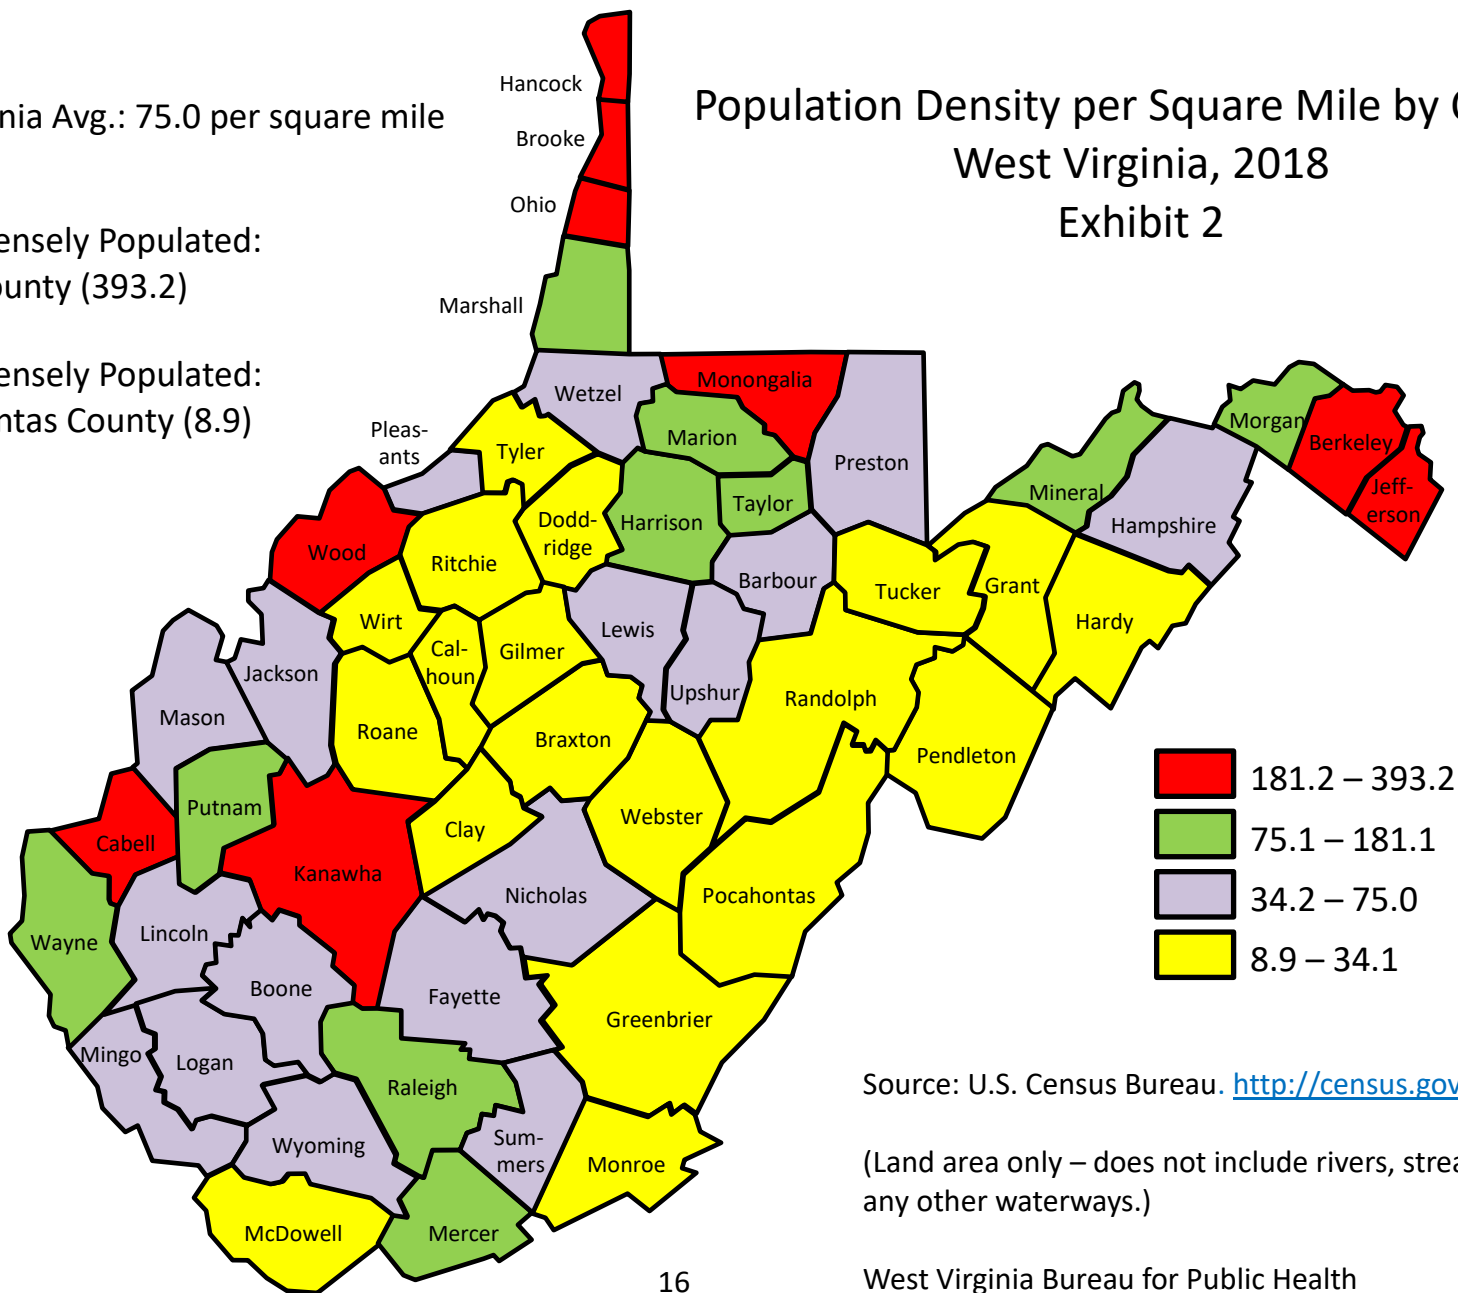 nia Avg.: 75.0 per square mile
ensely Populated:
ounty (393.2)
ensely Populated:
ntas County (8.9)
Population Density per Square Mile by C
West Virginia, 2018
Exhibit 2
Hancock
Brooke
Ohio
Marshall
Wetzel
Monongalia
Marion
Preston
Pleas-
ants
Tyler
Taylor
Harrison
Dodd-
ridge
Wood
Ritchie
Barbour
Tucker
Grant
Mineral
Hampshire
Morgan
Berkeley
Jeff-
erson
Hardy
Wirt
Cal-
houn
Gilmer
Lewis
Upshur
Randolph
Pendleton
Jackson
Mason
Roane
Braxton
Webster
Putnam
Clay
Cabell
Kanawha
Nicholas
Pocahontas
Wayne
Lincoln
Boone
Fayette
Greenbrier
Mingo
Logan
Raleigh
Wyoming
Sum-
mers
Monroe
McDowell
Mercer
181.2 – 393.2
75.1 – 181.1
34.2 – 75.0
8.9 – 34.1
Source: U.S. Census Bureau. http://census.gov
(Land area only – does not include rivers, strea
any other waterways.)
16
West Virginia Bureau for Public Health